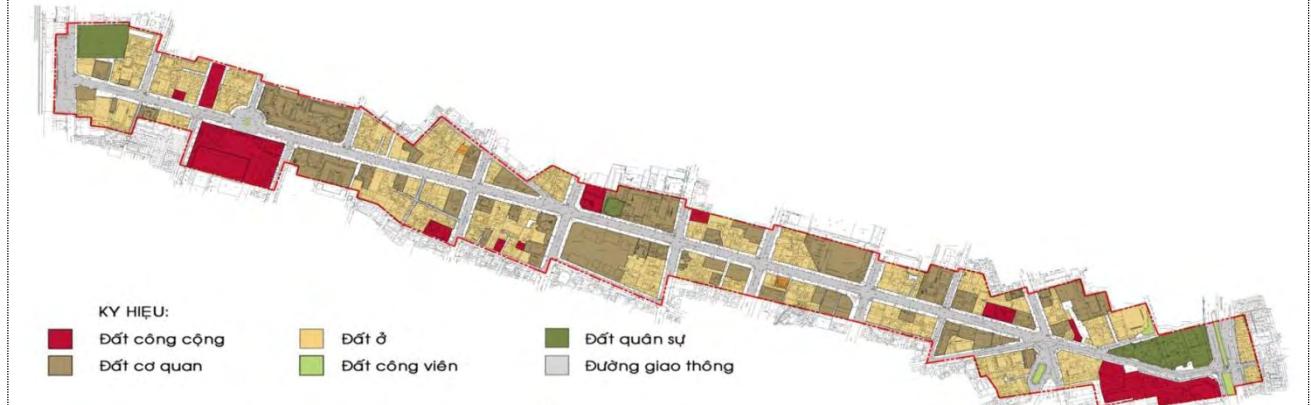 KY HIỆU:
Đất công cộng
Đất ở
Đất quân sự
Đất cơ quan
Đất công viên
Đường giao thông